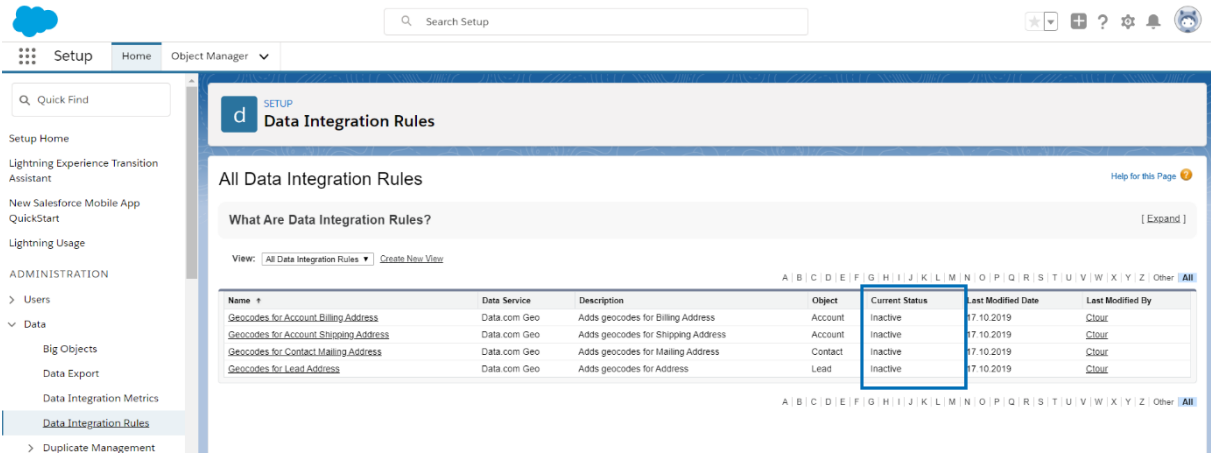 Search Setup
Setup Home Object Manager
Quick Find
Setup Home
Lightning Experience Transition
Assistant
New Salesforce Mobile App
QuickStart
Lightning Usage
ADMINISTRATION
Users
Data
Big Objects
Data Export
Data Integration Metrics
Data Integration Rules
Duplicate Management
d
SETUP
Data Integration Rules
All Data Integration Rules
Help for this Page ?
What Are Data Integration Rules?
[ Expand ]
View: All Data Integration Rules ▼ Create New View
A | B | C | D | E | F | G | H | I | J | K | L | M | N | O | P | Q | R | S | T | U | V | W | X | Y | Z | Other All
Name ↑ Data Service Description Object Current Status Last Modified Date Last Modified By
Geocodes for Account Billing Address Data.com Geo Adds geocodes for Billing Address Account Inactive 17.10.2019 Ctour
Geocodes for Account Shipping Address Data.com Geo Adds geocodes for Shipping Address Account Inactive 17.10.2019 Ctour
Geocodes for Contact Mailing Address Data.com Geo Adds geocodes for Mailing Address Contact Inactive 17.10.2019 Ctour
Geocodes for Lead Address Data.com Geo Adds geocodes for Address Lead Inactive 17.10.2019 Ctour
A | B | C | D | E | F | G | H | I | J | K | L | M | N | O | P | Q | R | S | T | U | V | W | X | Y | Z | Other All